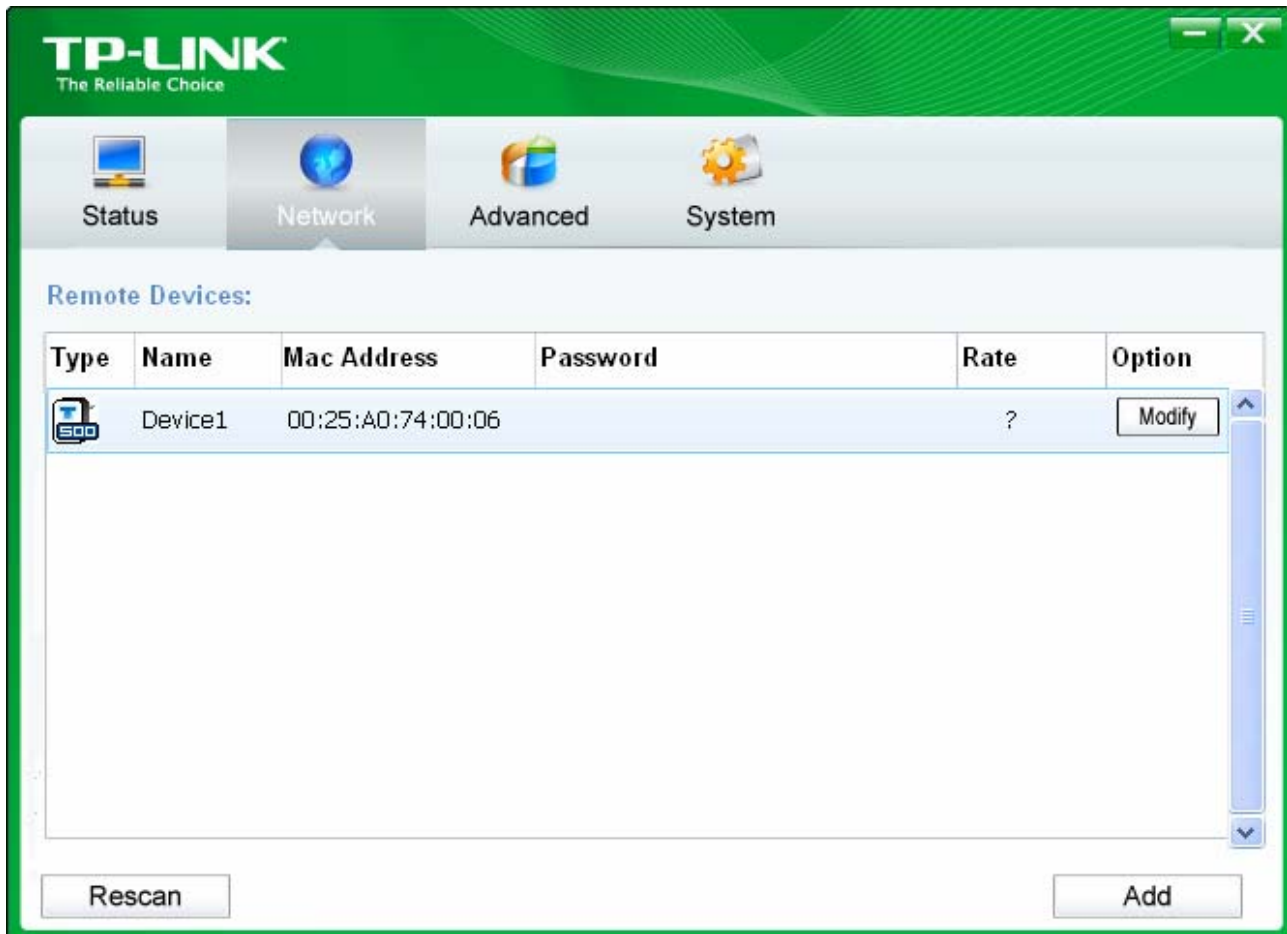 TP-LINK
The Reliable Choice
Status Network Advanced System
Remote Devices:
Type Name Mac Address Password Rate Option
T 500 Device1 00:25:A0:74:00:06 ? Modify
Rescan Add